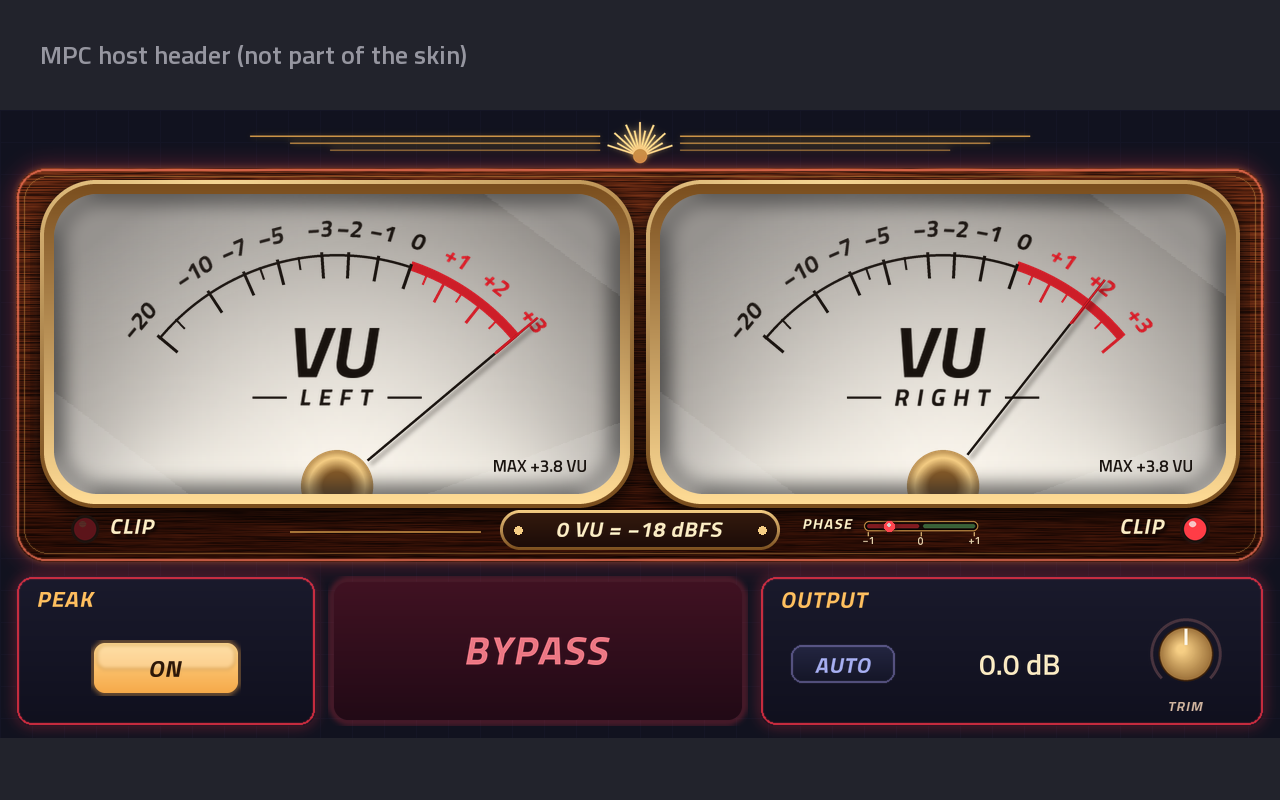 MPC host header (not part of the skin)
−20 −10 −7 −5 −3 −2 −1 0 +1 +2 +3
VU
LEFT
MAX +3.8 VU
−20 −10 −7 −5 −3 −2 −1 0 +1 +2 +3
VU
RIGHT
MAX +3.8 VU
CLIP
0 VU = −18 dBFS
PHASE
−1 0 +1
CLIP
PEAK
ON
BYPASS
OUTPUT
AUTO
0.0 dB
TRIM